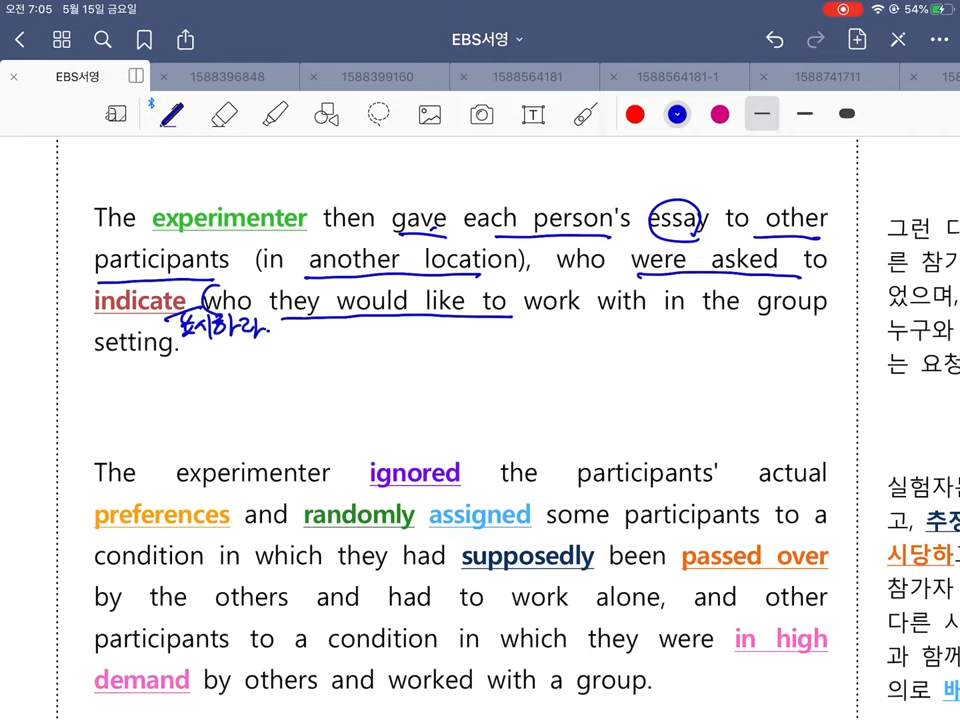 오전 7:05 5월 15일 금요일 54%
EBS서영
EBS서영 1588396848 1588399160 1588564181 1588564181-1 1588741711 158
The experimenter then gave each person's essay to other
participants (in another location), who were asked to
indicate who they would like to work with in the group
표시하라.
setting.
The experimenter ignored the participants' actual
preferences and randomly assigned some participants to a
condition in which they had supposedly been passed over
by the others and had to work alone, and other
participants to a condition in which they were in high
demand by others and worked with a group.
그런 다
른 참가
었으며,
누구와
는 요청
실험자는
고, 추정
시당하고
참가자
다른 사
과 함께
의로 배